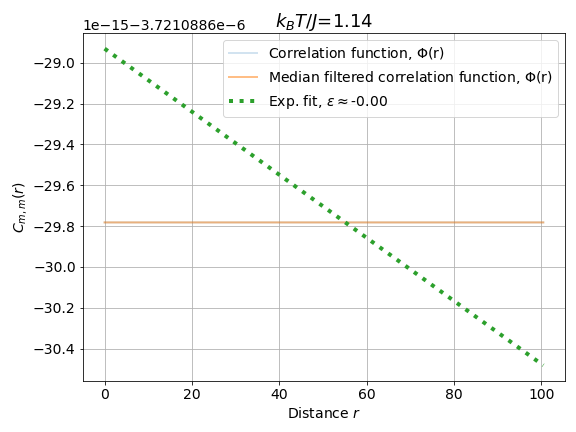 1e−15−3.7210886e−6
k_BT/J=1.14
Correlation function, Φ(r)
Median filtered correlation function, Φ(r)
Exp. fit, ε≈-0.00
−29.0
−29.2
−29.4
−29.6
−29.8
−30.0
−30.2
−30.4
C_{m,m}(r)
0 20 40 60 80 100
Distance r